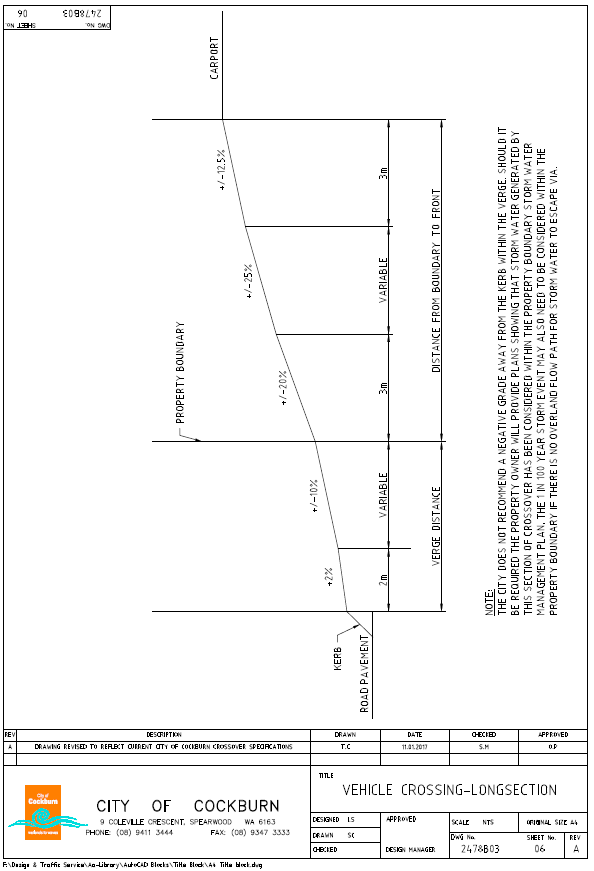 DWG No.
2478B03
SHEET No.
06
CARPORT
+/-12.5%
3m
+/-25%
VARIABLE
DISTANCE FROM BOUNDARY TO FRONT
+/-20%
3m
PROPERTY BOUNDARY
+/-10%
VARIABLE
VERGE DISTANCE
+2%
2m
KERB
ROAD PAVEMENT
NOTE:
THE CITY DOES NOT RECOMMEND A NEGATIVE GRADE AWAY FROM THE KERB WITHIN THE VERGE. SHOULD IT
BE REQUIRED THE PROPERTY OWNER WILL PROVIDE PLANS SHOWING THAT STORM WATER GENERATED BY
THIS SECTION OF CROSSOVER HAS BEEN CONSIDERED WITHIN THE PROPERTY BOUNDARY STORM WATER
MANAGEMENT PLAN. THE 1 IN 100 YEAR STORM EVENT MAY ALSO NEED TO BE CONSIDERED WITHIN THE
PROPERTY BOUNDARY IF THERE IS NO OVERLAND FLOW PATH FOR STORM WATER TO ESCAPE VIA.
REV DESCRIPTION DRAWN DATE CHECKED APPROVED
A DRAWING REVISED TO REFLECT CURRENT CITY OF COCKBURN CROSSOVER SPECIFICATIONS T.C 11.01.2017 S.M O.P
City of
Cockburn
CITY OF COCKBURN
9 COLEVILLE CRESCENT, SPEARWOOD WA 6163
PHONE: (08) 9411 3444 FAX: (08) 9347 3333
TITLE
VEHICLE CROSSING-LONGSECTION
DESIGNED LS
DRAWN SC
CHECKED
APPROVED
DESIGN MANAGER
SCALE NTS ORIGINAL SIZE A4
DWG No. SHEET No. REV
2478B03 06 A
F:\Design & Traffic Service\Aa-Library\AutoCAD Blocks\Title Block\A4 Title block.dwg